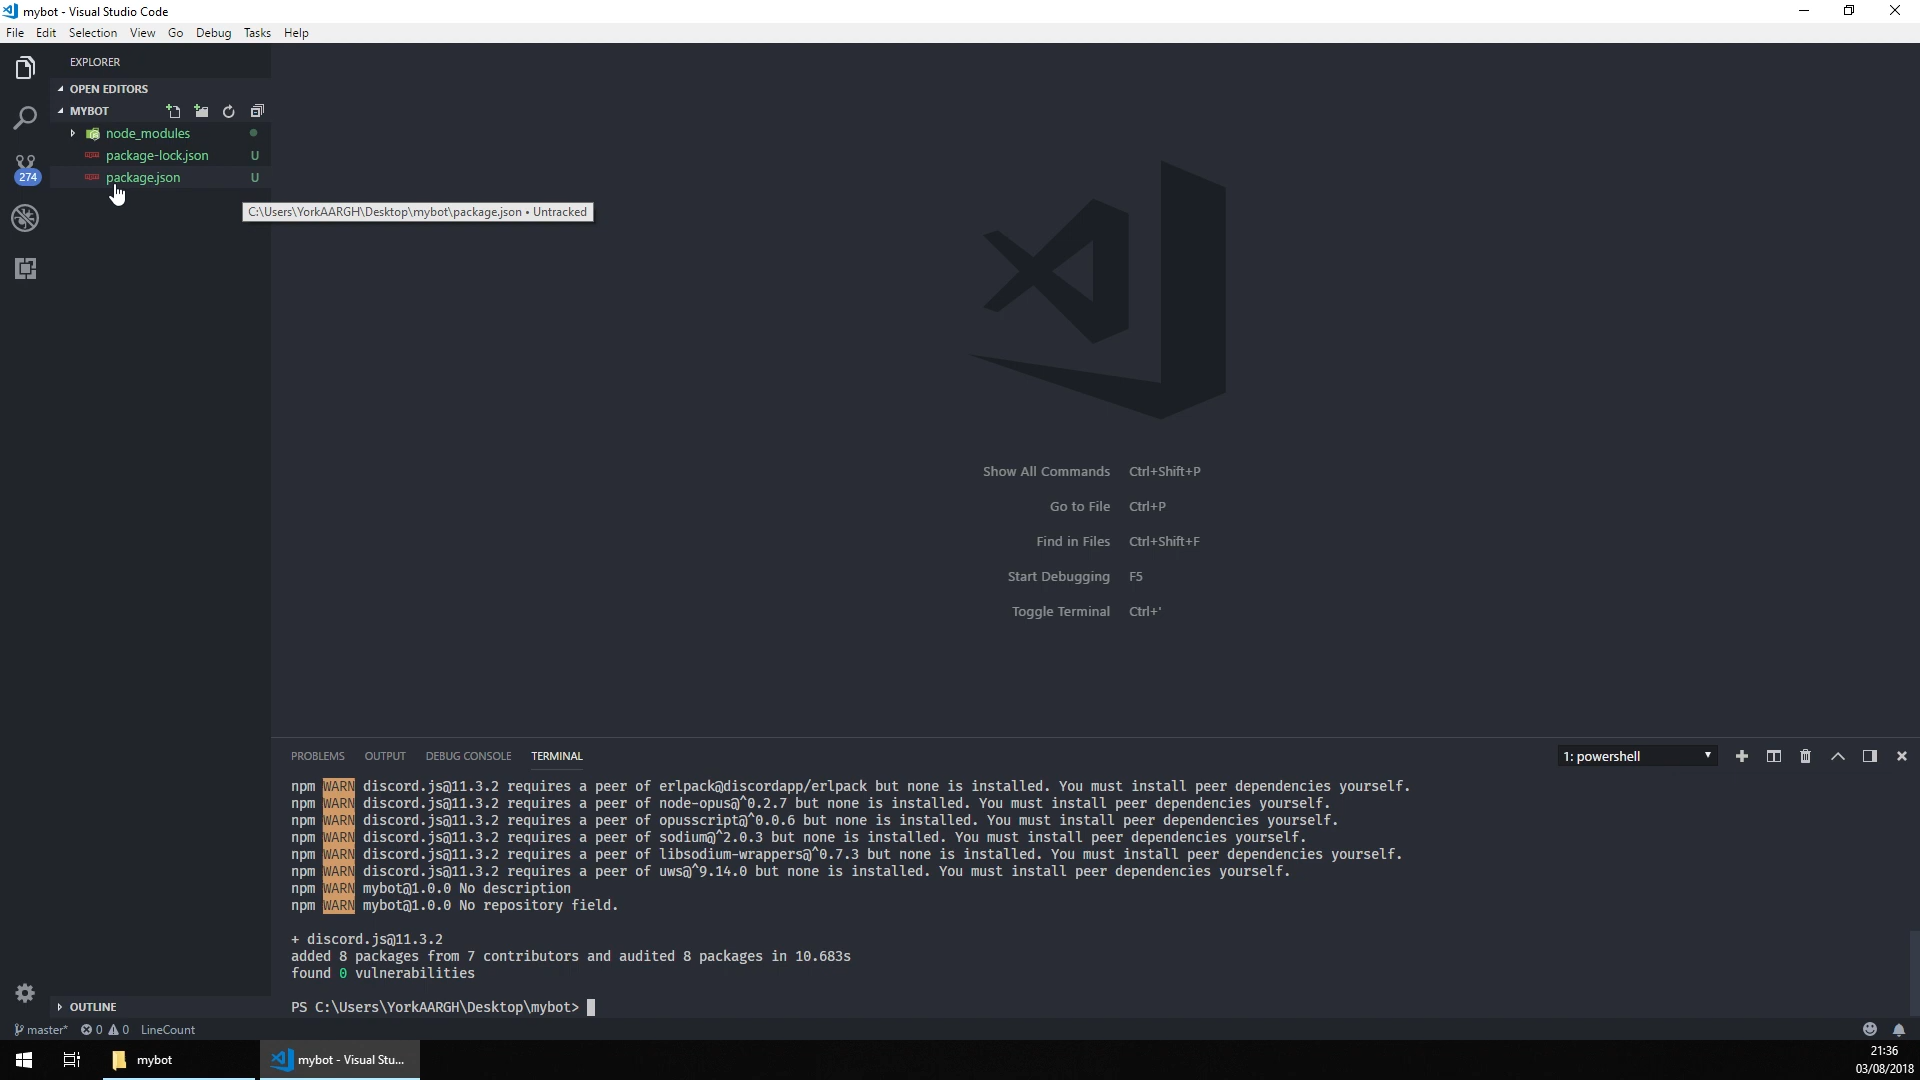 mybot - Visual Studio Code
File Edit Selection View Go Debug Tasks Help
EXPLORER
OPEN EDITORS
MYBOT
node_modules
package-lock.json U
package.json U
274
C:\Users\YorkAARGH\Desktop\mybot\package.json • Untracked
Show All Commands Ctrl+Shift+P
Go to File Ctrl+P
Find in Files Ctrl+Shift+F
Start Debugging F5
Toggle Terminal Ctrl+'
PROBLEMS OUTPUT DEBUG CONSOLE TERMINAL 1: powershell
npm WARN discord.js@11.3.2 requires a peer of erlpack@discordapp/erlpack but none is installed. You must install peer dependencies yourself.
npm WARN discord.js@11.3.2 requires a peer of node-opus@^0.2.7 but none is installed. You must install peer dependencies yourself.
npm WARN discord.js@11.3.2 requires a peer of opusscript@^0.0.6 but none is installed. You must install peer dependencies yourself.
npm WARN discord.js@11.3.2 requires a peer of sodium@^2.0.3 but none is installed. You must install peer dependencies yourself.
npm WARN discord.js@11.3.2 requires a peer of libsodium-wrappers@^0.7.3 but none is installed. You must install peer dependencies yourself.
npm WARN discord.js@11.3.2 requires a peer of uws@^9.14.0 but none is installed. You must install peer dependencies yourself.
npm WARN mybot@1.0.0 No description
npm WARN mybot@1.0.0 No repository field.
+ discord.js@11.3.2
added 8 packages from 7 contributors and audited 8 packages in 10.683s
found 0 vulnerabilities
PS C:\Users\YorkAARGH\Desktop\mybot>
OUTLINE
master* 0 0 LineCount
mybot
mybot - Visual Stu...
21:36
03/08/2018